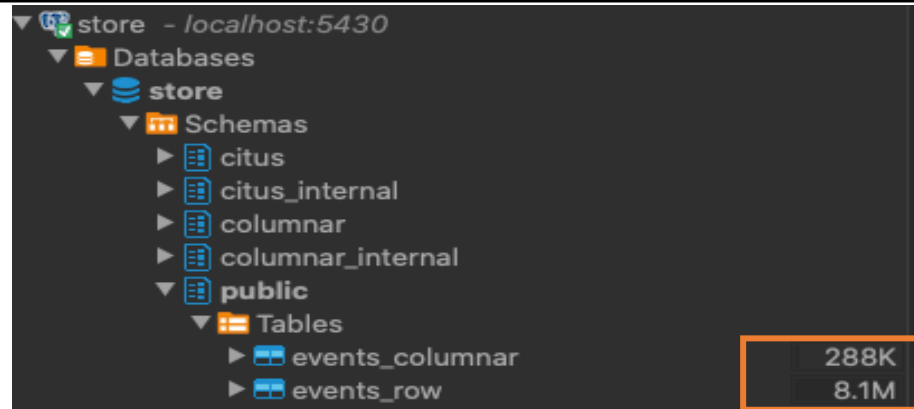 store - localhost:5430
Databases
store
Schemas
citus
citus_internal
columnar
columnar_internal
public
Tables
events_columnar 288K
events_row 8.1M